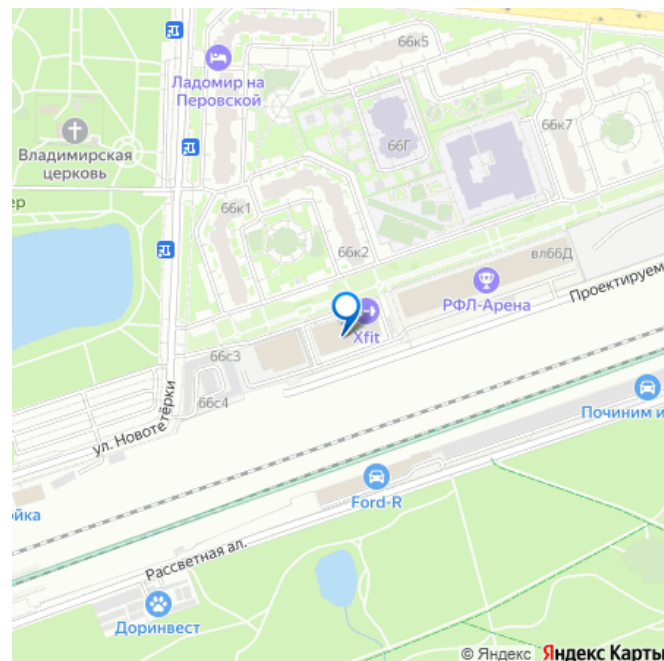 66к5
Ладомир на
Перовской
66к7
66Г
Владимирская
церковь
ер
66к1
66к2
вл66Д
РФЛ-Арена
Проектируем
Xfit
66с3
66с4
ул. Новотетёрки
Починим и
Ford-R
ойка
Рассветная ал.
Доринвест
© Яндекс Яндекс Карты